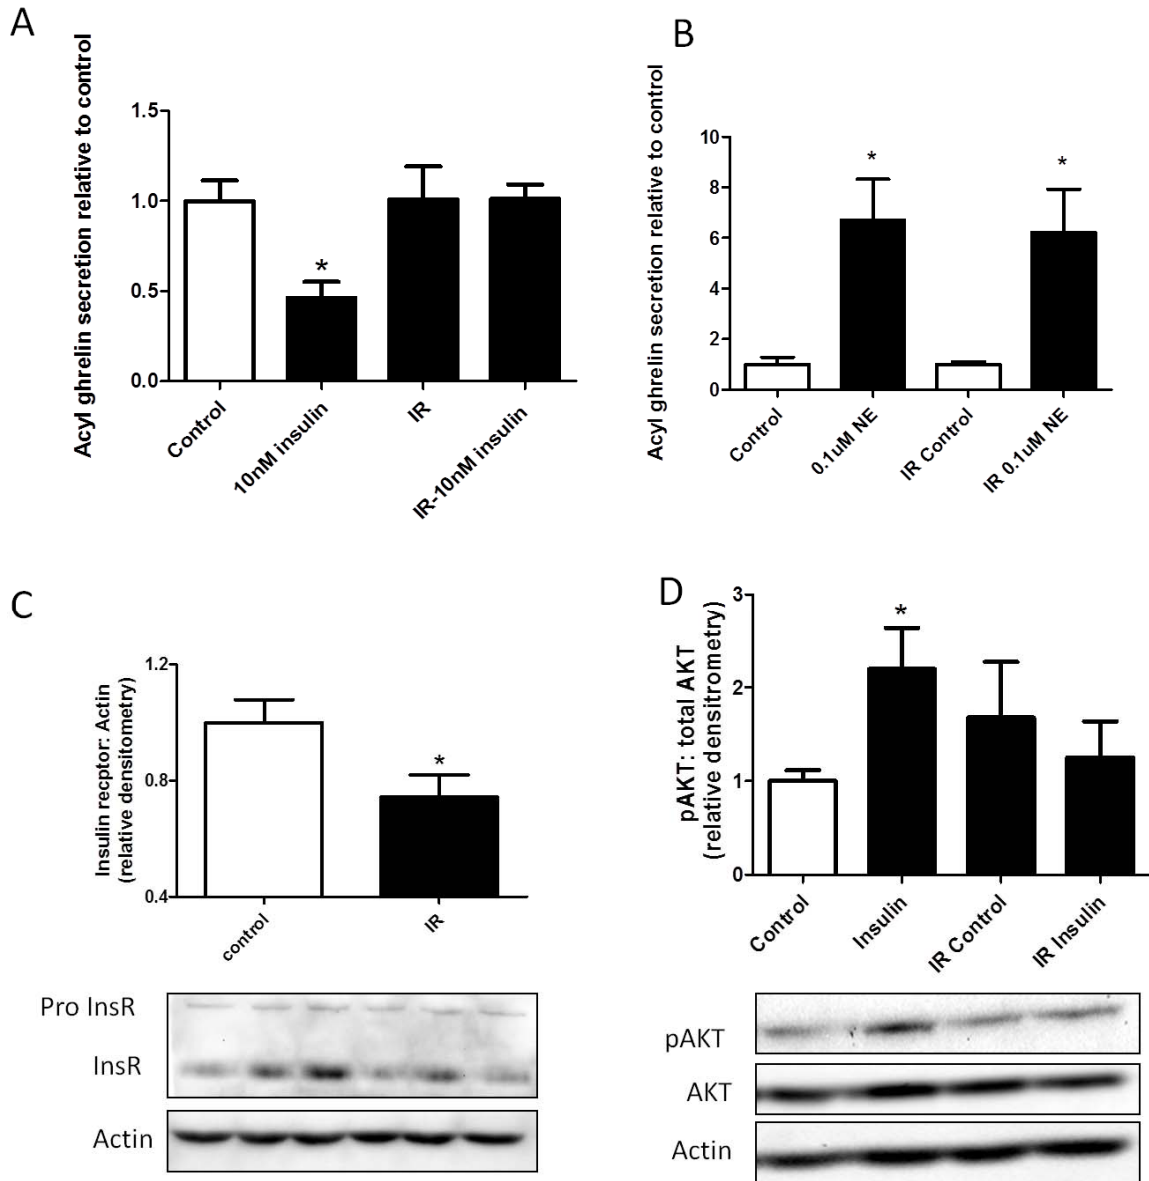 A
Acyl ghrelin secretion relative to control
1.5
1.0
0.5
0.0
*
Control
10nM insulin
IR
IR-10nM insulin
B
Acyl ghrelin secretion relative to control
10
8
6
4
2
0
*
*
Control
0.1uM NE
IR Control
IR 0.1uM NE
C
Insulin recptor: Actin
(relative densitometry)
1.2
0.8
0.4
*
control
IR
Pro InsR
InsR
Actin
D
pAKT: total AKT
(relative densitrometry)
3
2
1
0
*
Control
Insulin
IR Control
IR Insulin
pAKT
AKT
Actin